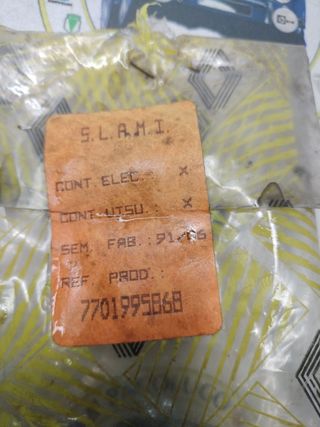 S.L.A.M.I.
CONT.ELEC.: X
CONT.UTSU.: X
SEM. FAB.:91/06
REF PROD.:
7701995868